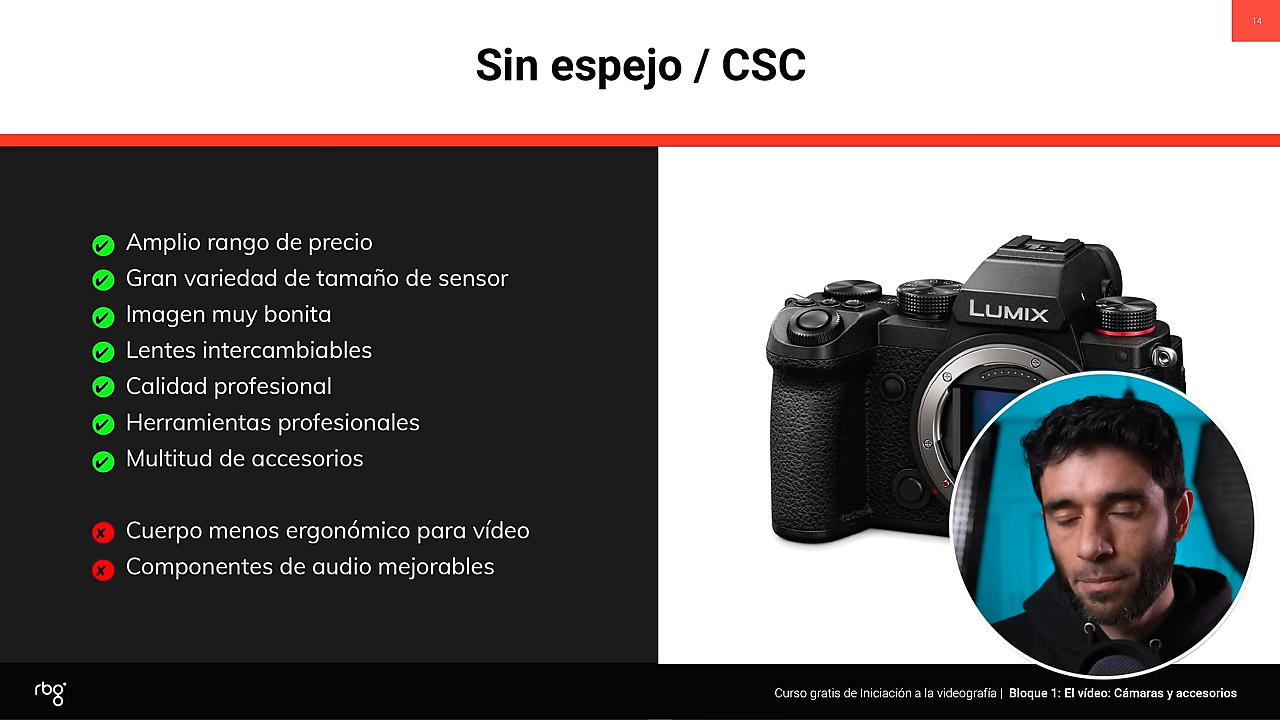 14
Sin espejo / CSC
Amplio rango de precio
Gran variedad de tamaño de sensor
Imagen muy bonita
Lentes intercambiables
Calidad profesional
Herramientas profesionales
Multitud de accesorios
Cuerpo menos ergonómico para vídeo
Componentes de audio mejorables
LUMIX
rbg
Curso gratis de Iniciación a la videografía | Bloque 1: El vídeo: Cámaras y accesorios